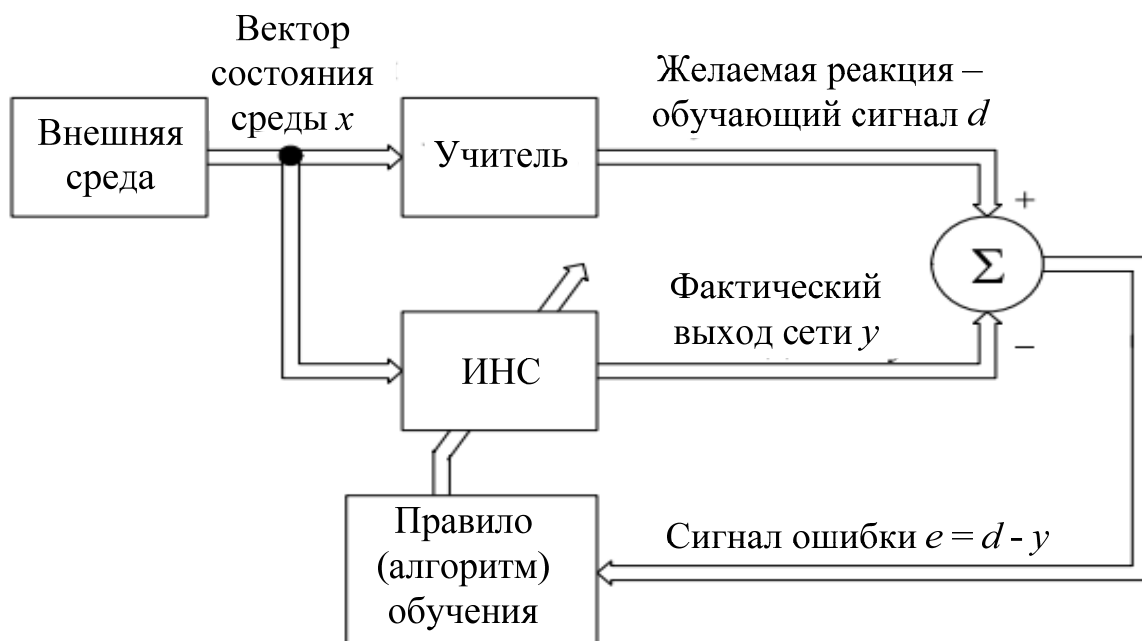 Вектор
состояния
среды x
Желаемая реакция –
обучающий сигнал d
Внешняя
среда
Учитель
+
Σ
Фактический
выход сети y
–
ИНС
Правило
(алгоритм)
обучения
Сигнал ошибки e = d - y